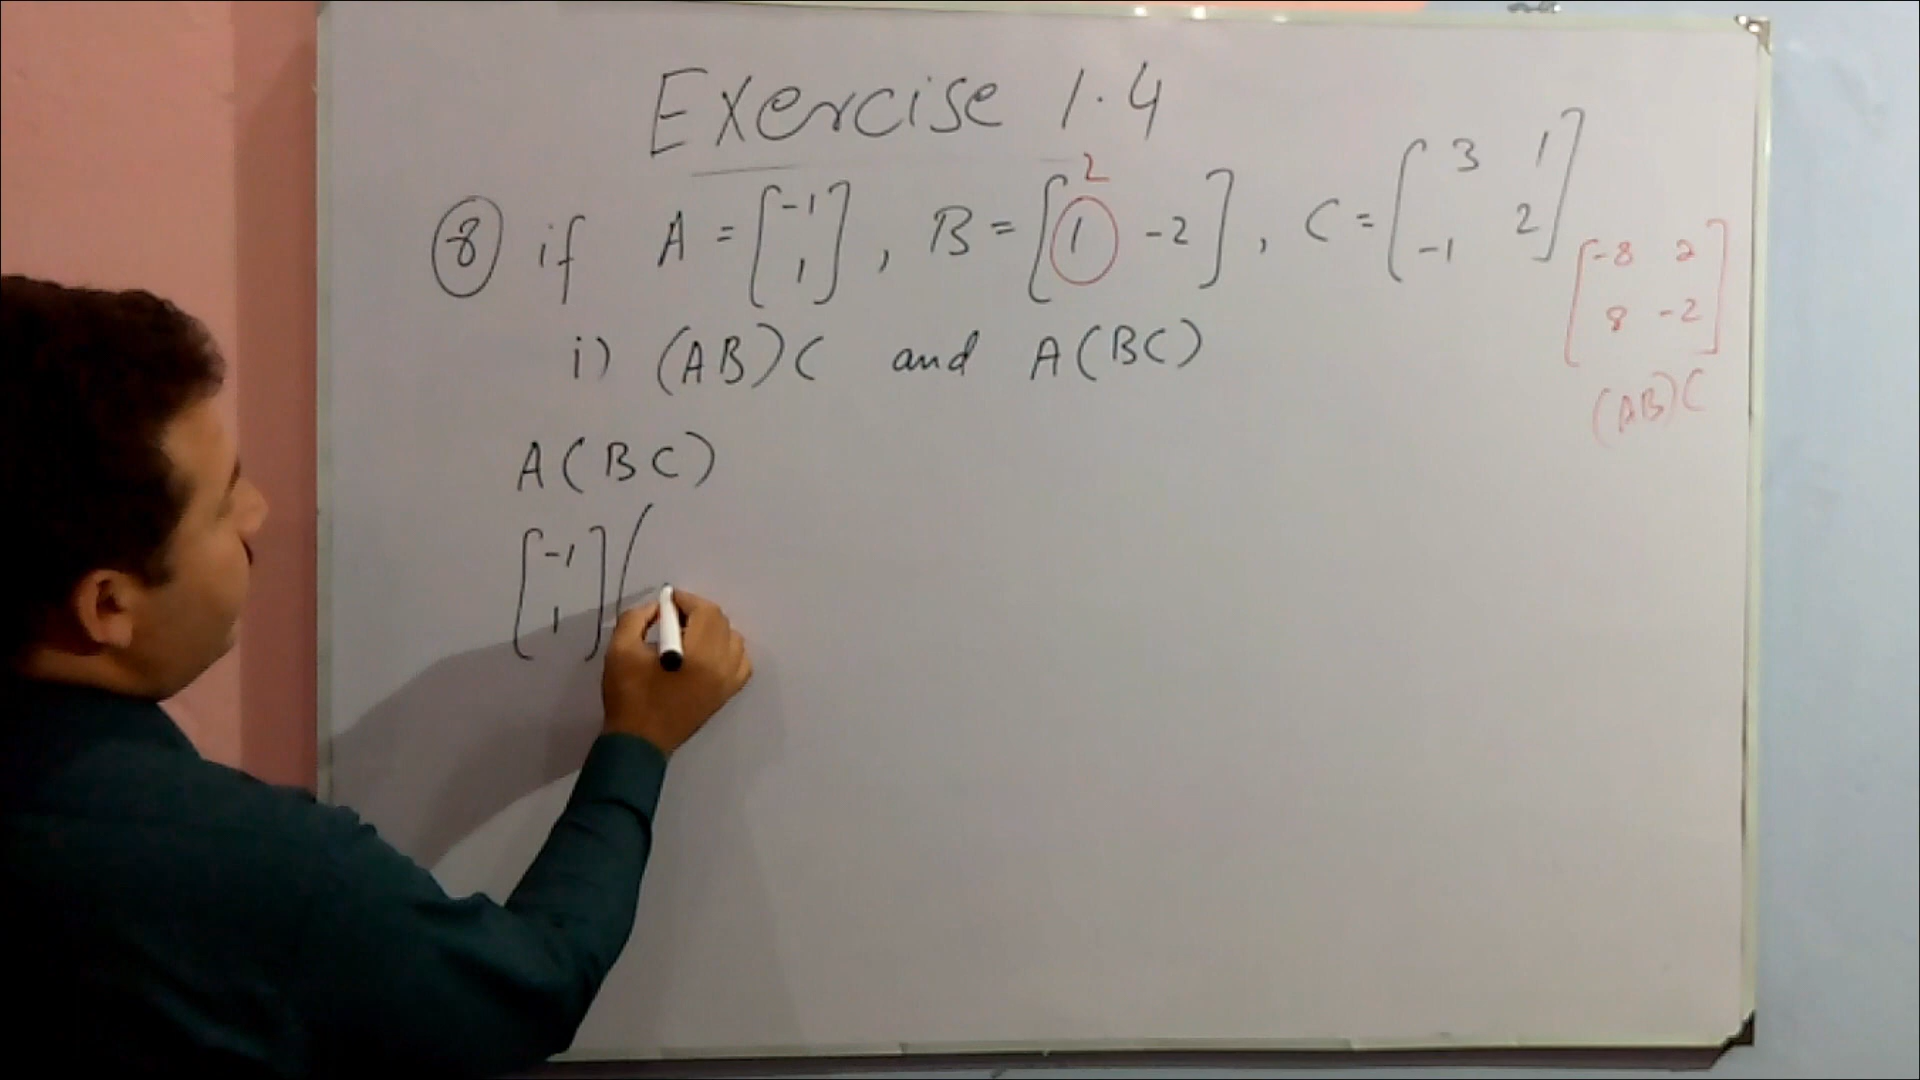 Exercise 1.4
2
⑧ if A = [-1 1], B = [1 -2], C = [3 1 -1 2]
[-8 2
8 -2]
(AB)C
i) (AB)C and A(BC)
A(BC)
[-1 1] (